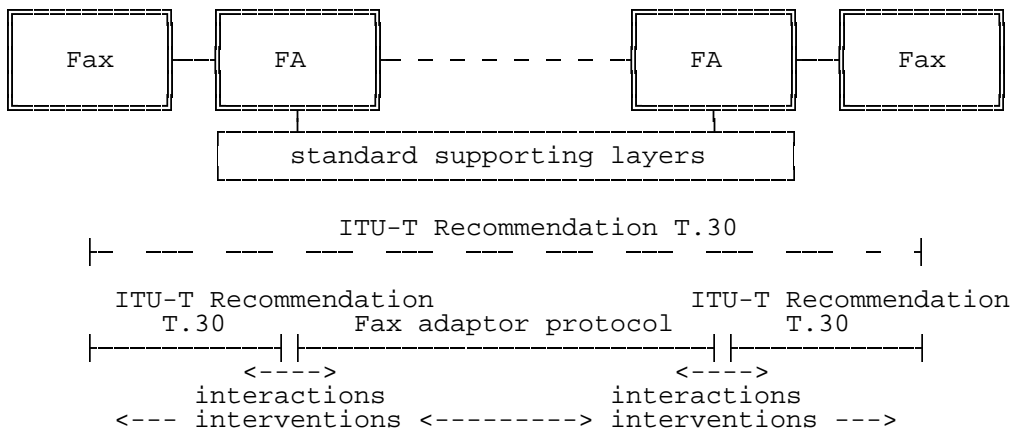 Fax FA FA Fax
standard supporting layers
ITU-T Recommendation T.30
ITU-T Recommendation ITU-T Recommendation
T.30 Fax adaptor protocol T.30
<----> <---->
interactions interactions
<--- interventions <---------> interventions --->